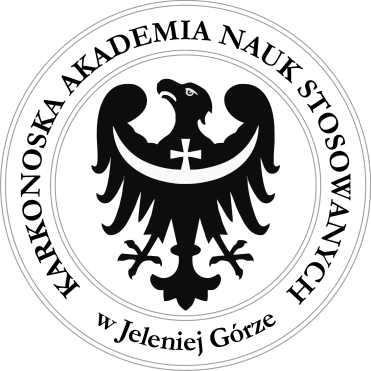 KARKONOSKA AKADEMIA NAUK STOSOWANYCH
w Jeleniej Górze